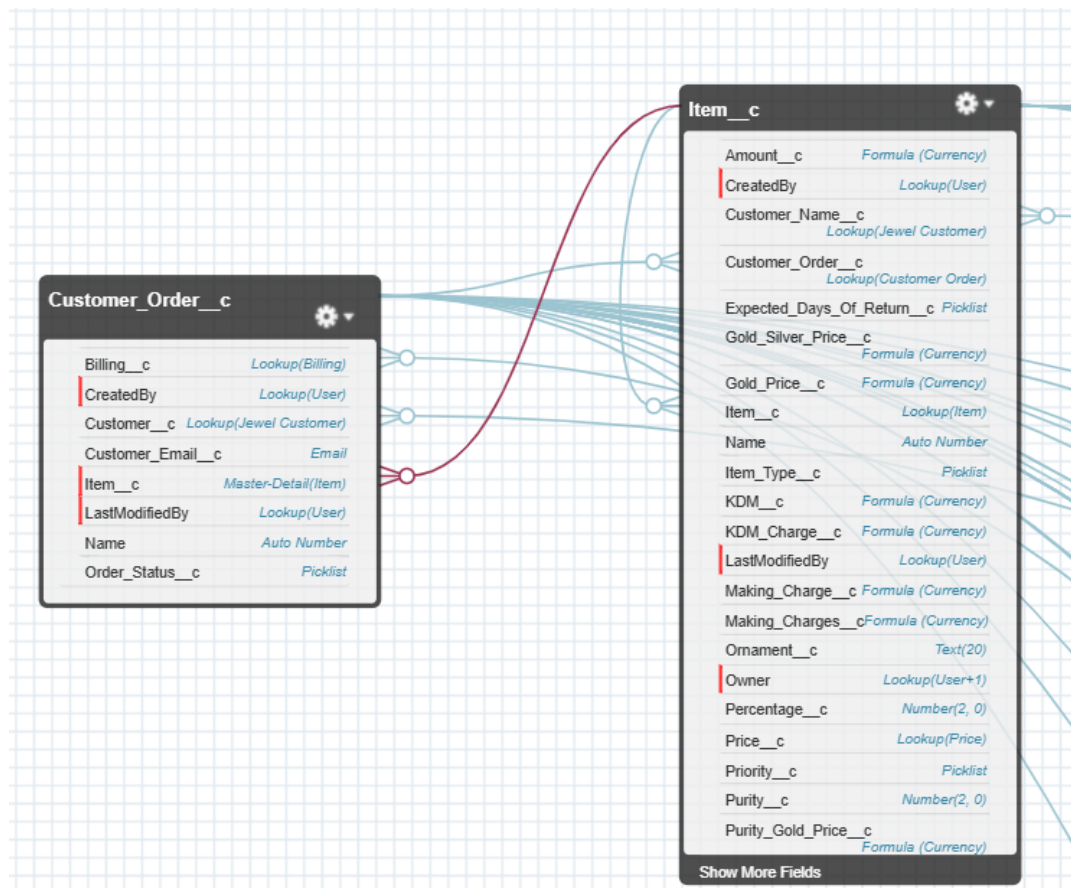 Item__c
Amount__c Formula (Currency)
CreatedBy Lookup(User)
Customer_Name__c
Lookup(Jewel Customer)
Customer_Order__c
Lookup(Customer Order)
Expected_Days_Of_Return__c Picklist
Gold_Silver_Price__c
Formula (Currency)
Gold_Price__c Formula (Currency)
Item__c Lookup(Item)
Name Auto Number
Item_Type__c Picklist
KDM__c Formula (Currency)
KDM_Charge__c Formula (Currency)
LastModifiedBy Lookup(User)
Making_Charge__c Formula (Currency)
Making_Charges__c Formula (Currency)
Ornament__c Text(20)
Owner Lookup(User+1)
Percentage__c Number(2, 0)
Price__c Lookup(Price)
Priority__c Picklist
Purity__c Number(2, 0)
Purity_Gold_Price__c
Formula (Currency)
Show More Fields
Customer_Order__c
Billing__c Lookup(Billing)
CreatedBy Lookup(User)
Customer__c Lookup(Jewel Customer)
Customer_Email__c Email
Item__c Master-Detail(Item)
LastModifiedBy Lookup(User)
Name Auto Number
Order_Status__c Picklist